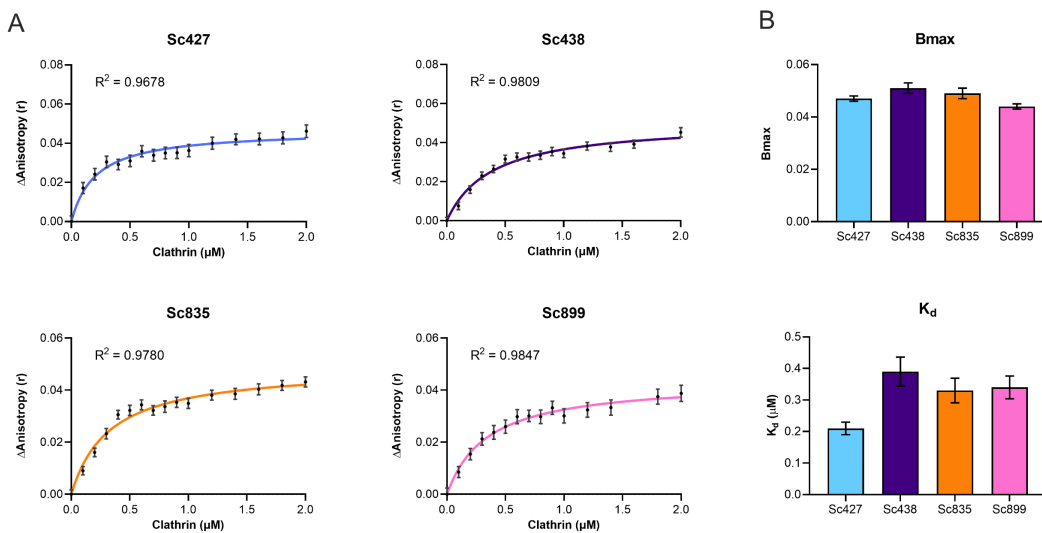 A
B
Sc427
R² = 0.9678
ΔAnisotropy (r)
0.08
0.06
0.04
0.02
0.00
0.0 0.5 1.0 1.5 2.0
Clathrin (µM)
Sc438
R² = 0.9809
ΔAnisotropy (r)
0.08
0.06
0.04
0.02
0.00
0.0 0.5 1.0 1.5 2.0
Clathrin (µM)
Bmax
Bmax
0.06
0.04
0.02
0.00
Sc427 Sc438 Sc835 Sc899
Sc835
R² = 0.9780
ΔAnisotropy (r)
0.06
0.04
0.02
0.00
0.0 0.5 1.0 1.5 2.0
Clathrin (µM)
Sc899
R² = 0.9847
ΔAnisotropy (r)
0.06
0.04
0.02
0.00
0.0 0.5 1.0 1.5 2.0
Clathrin (µM)
Kd
Kd (µM)
0.5
0.4
0.3
0.2
0.1
0.0
Sc427 Sc438 Sc835 Sc899